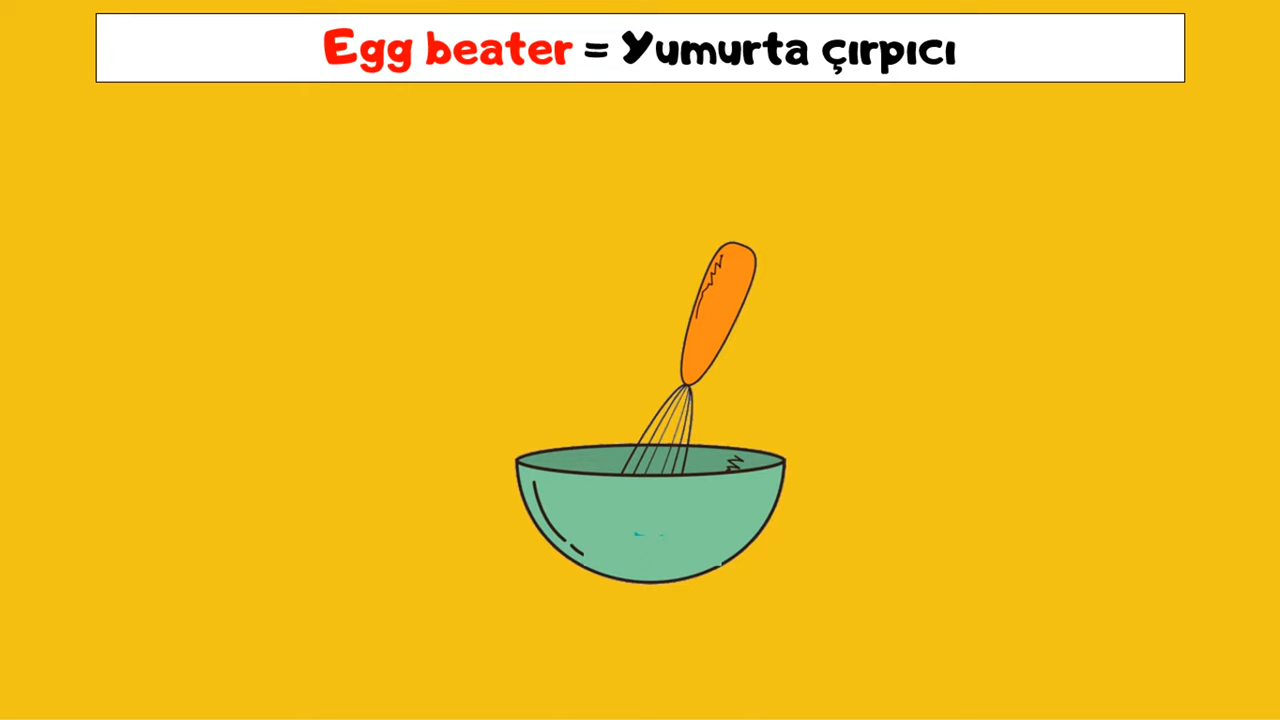 Egg beater = Yumurta çırpıcı